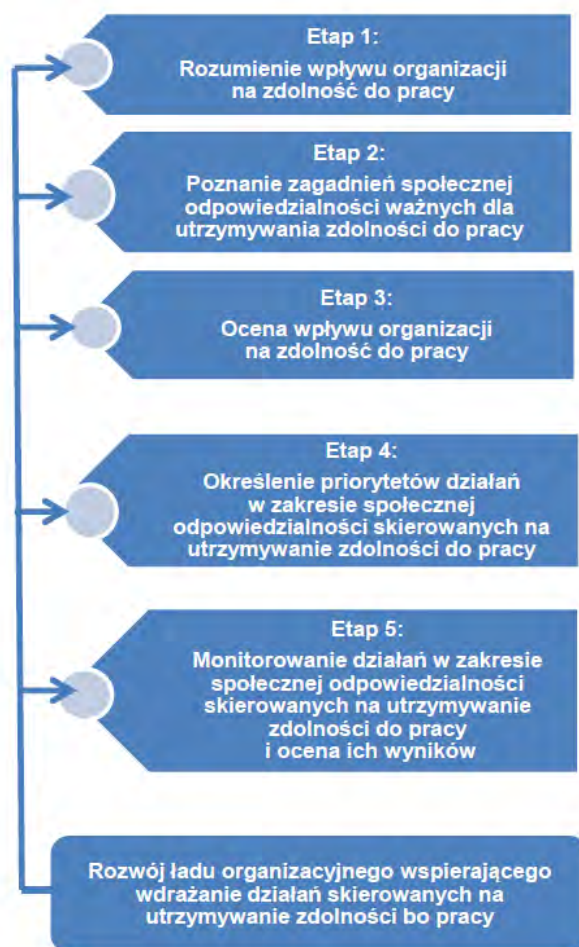 Etap 1:
Rozumienie wpływu organizacji
na zdolność do pracy
Etap 2:
Poznanie zagadnień społecznej
odpowiedzialności ważnych dla
utrzymywania zdolności do pracy
Etap 3:
Ocena wpływu organizacji
na zdolność do pracy
Etap 4:
Określenie priorytetów działań
w zakresie społecznej
odpowiedzialności skierowanych na
utrzymywanie zdolności do pracy
Etap 5:
Monitorowanie działań w zakresie
społecznej odpowiedzialności
skierowanych na utrzymywanie
zdolności do pracy
i ocena ich wyników
Rozwój ładu organizacyjnego wspierającego
wdrażanie działań skierowanych na
utrzymywanie zdolności bo pracy